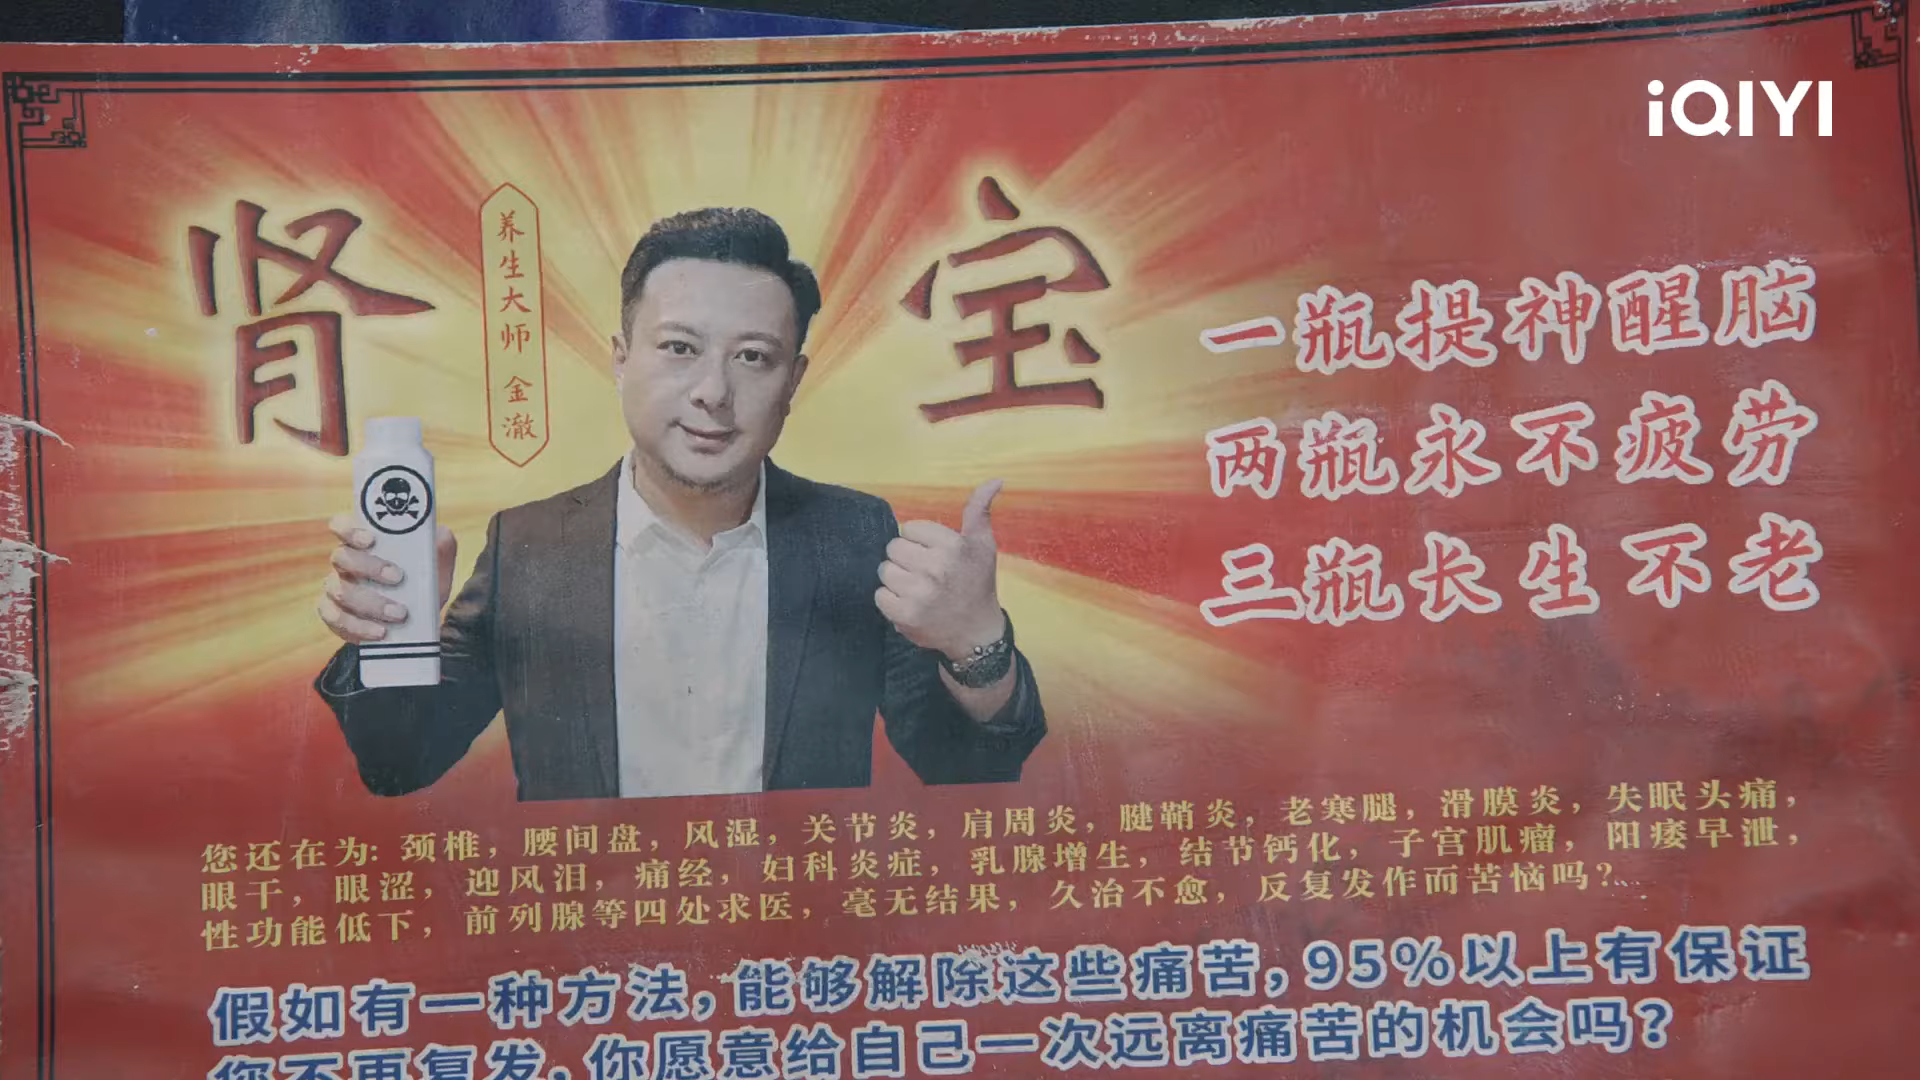 iQIYI
肾宝
养生大师 金澈
一瓶提神醒脑
两瓶永不疲劳
三瓶长生不老
您还在为：颈椎，腰间盘，风湿，关节炎，肩周炎，腱鞘炎，老寒腿，滑膜炎，失眠头痛，
眼干，眼涩，迎风泪，痛经，妇科炎症，乳腺增生，结节钙化，子宫肌瘤，阳痿早泄，
性功能低下，前列腺等四处求医，毫无结果，久治不愈，反复发作而苦恼吗？...
假如有一种方法，能够解除这些痛苦，95%以上有保证
您不再复发，你愿意给自己一次远离痛苦的机会吗？